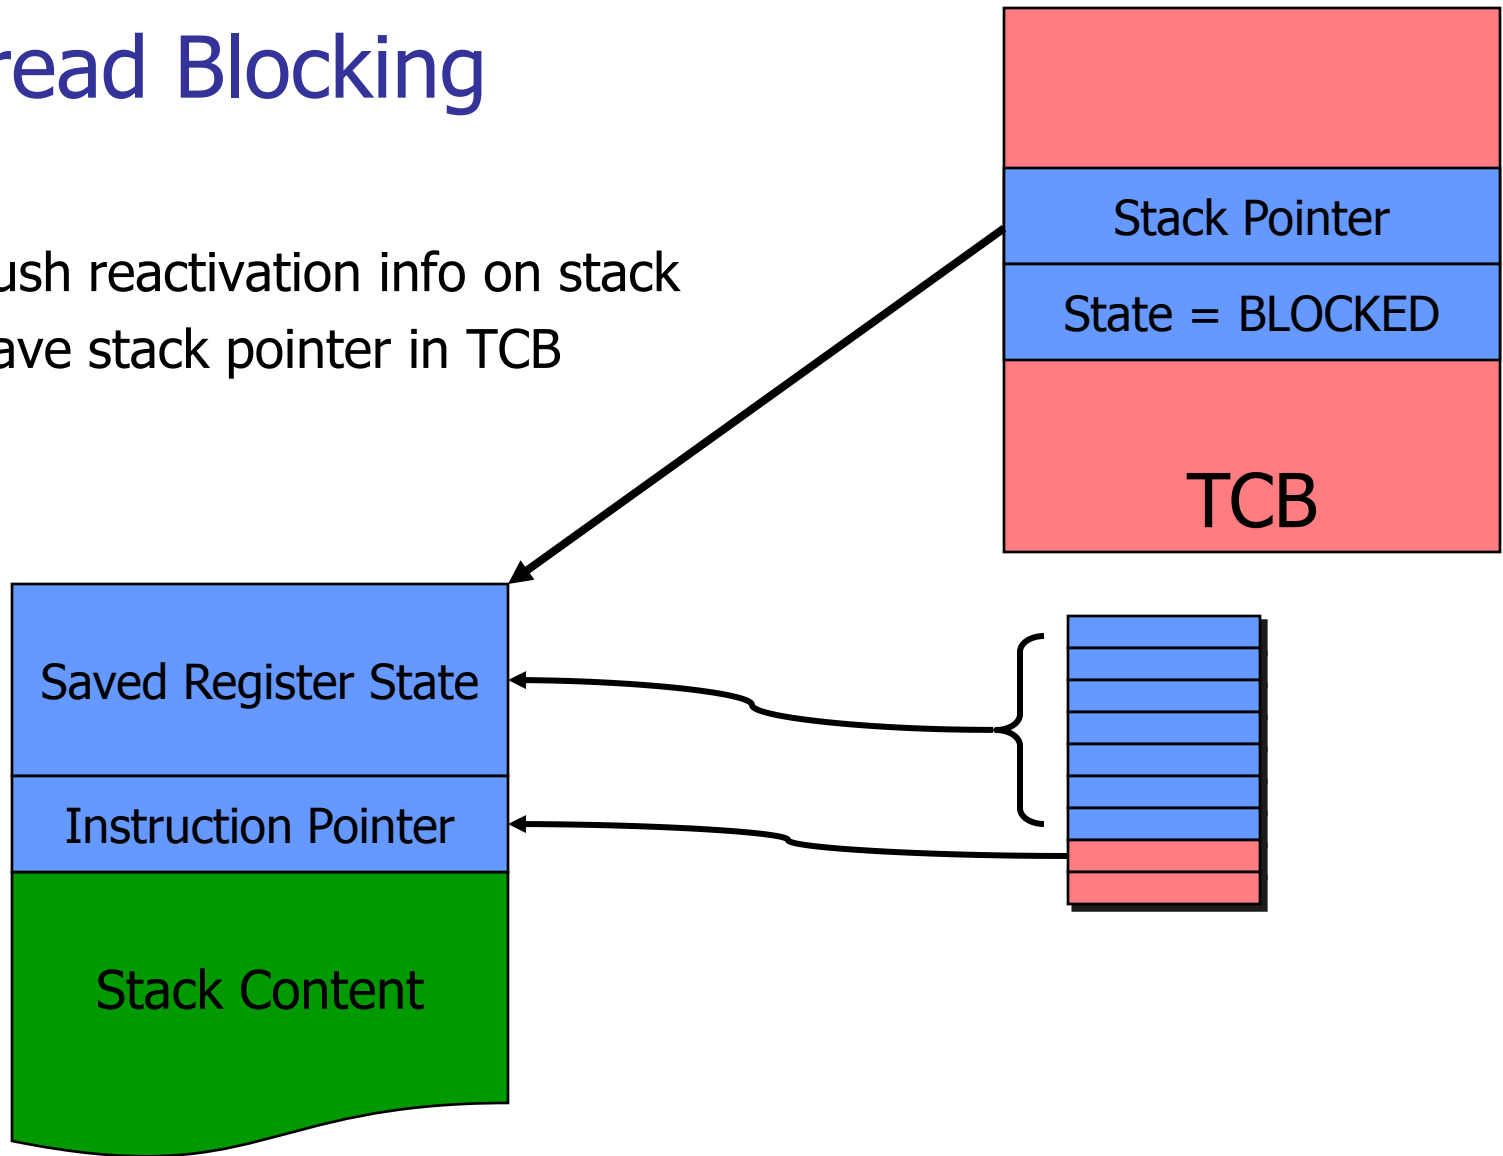 read Blocking
ush reactivation info on stack
ave stack pointer in TCB
Stack Pointer
State = BLOCKED
TCB
Saved Register State
Instruction Pointer
Stack Content